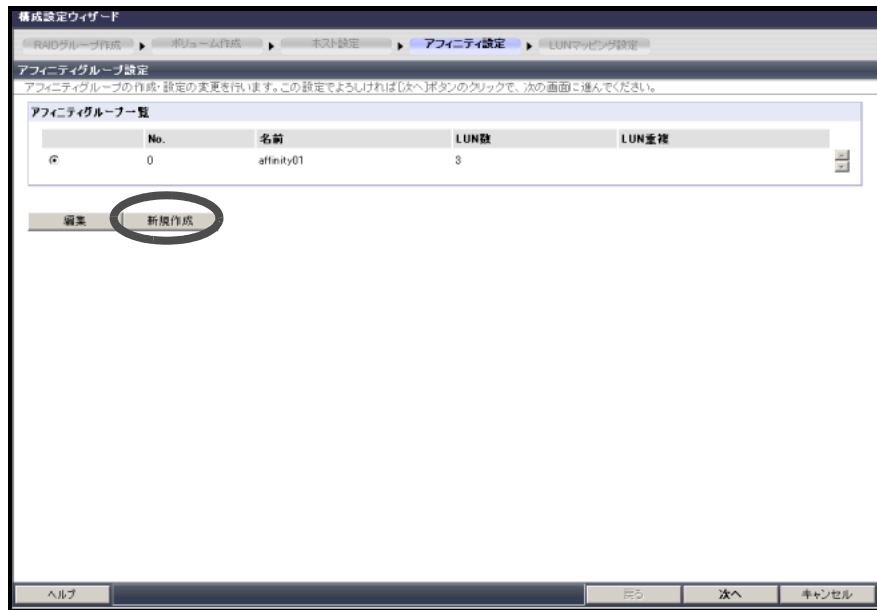 構成設定ウィザード
RAIDグループ作成 ボリューム作成 ホスト設定 アフィニティ設定 LUNマッピング設定
アフィニティグループ設定
アフィニティグループの作成・設定の変更を行います。この設定でよろしければ[次へ]ボタンのクリックで、次の画面に進んでください。
アフィニティグループ一覧
No. 名前 LUN数 LUN重複
0 affinity01 3
編集 新規作成
ヘルプ 戻る 次へ キャンセル